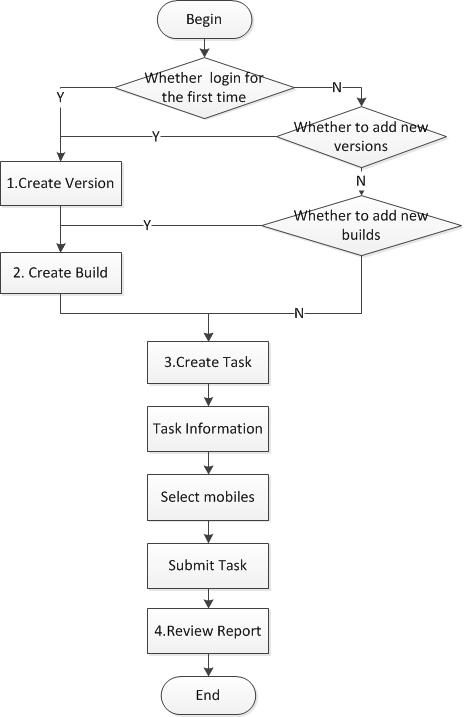 Begin
Whether login for
the first time
Y
N
Y
Whether to add new
versions
1.Create Version
N
Y
Whether to add new
builds
2. Create Build
N
3.Create Task
Task Information
Select mobiles
Submit Task
4.Review Report
End